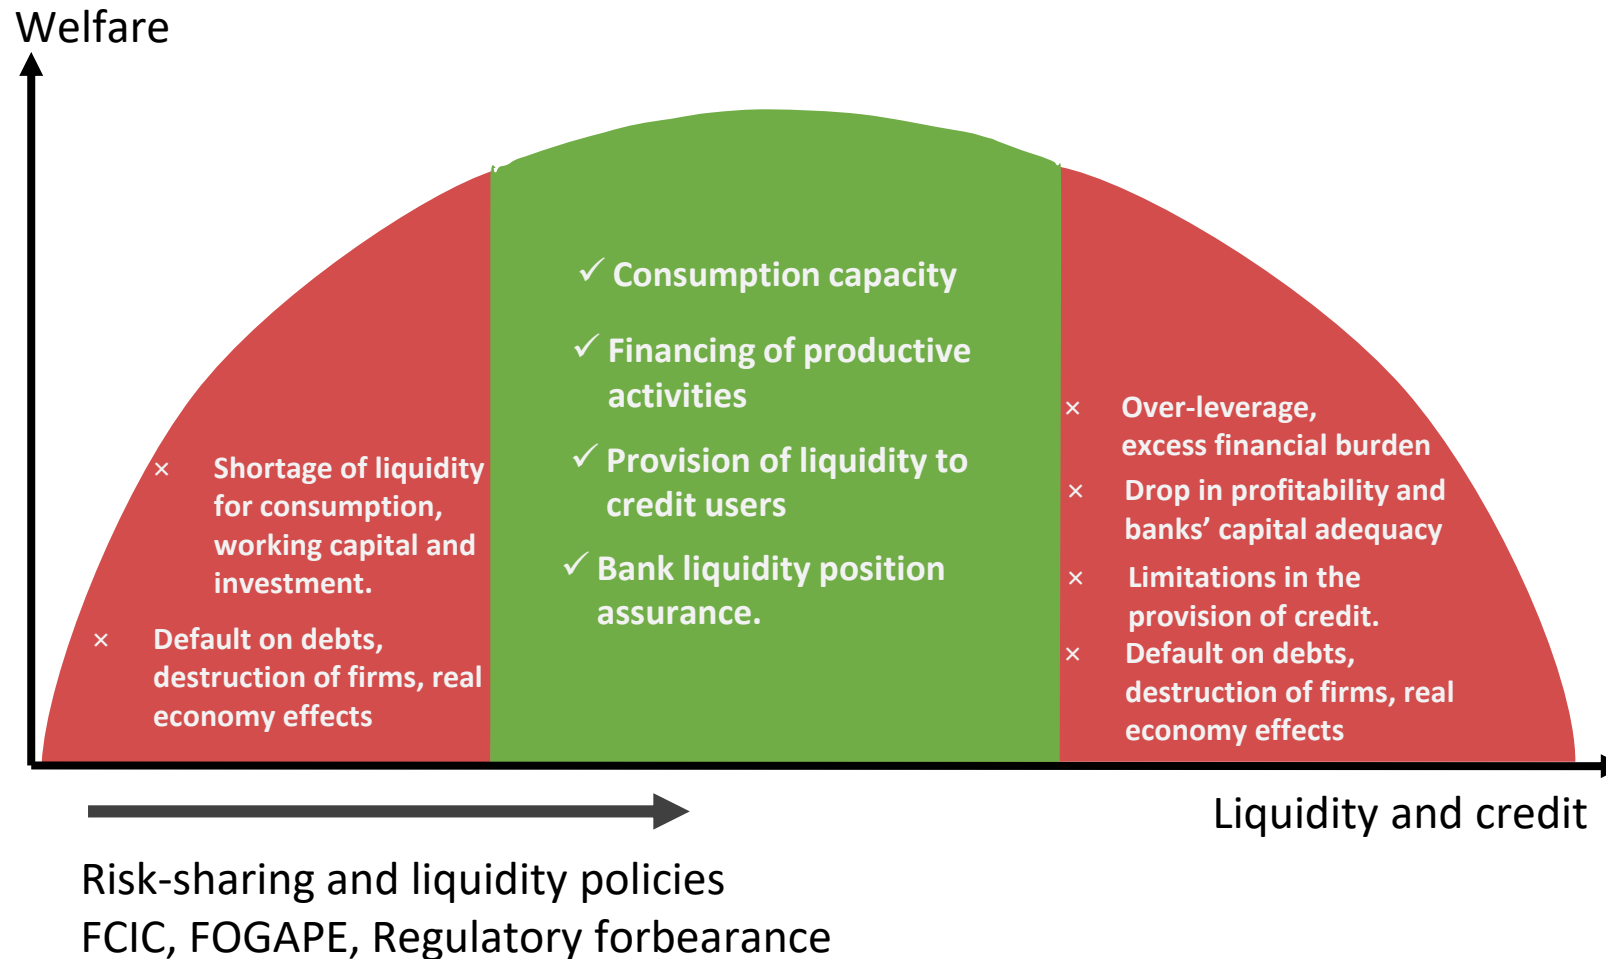 Welfare
✓ Consumption capacity
✓ Financing of productive
activities
✓ Provision of liquidity to
credit users
✓ Bank liquidity position
assurance.
× Shortage of liquidity
for consumption,
working capital and
investment.
× Default on debts,
destruction of firms, real
economy effects
× Over-leverage,
excess financial burden
× Drop in profitability and
banks’ capital adequacy
× Limitations in the
provision of credit.
× Default on debts,
destruction of firms, real
economy effects
Liquidity and credit
Risk-sharing and liquidity policies
FCIC, FOGAPE, Regulatory forbearance